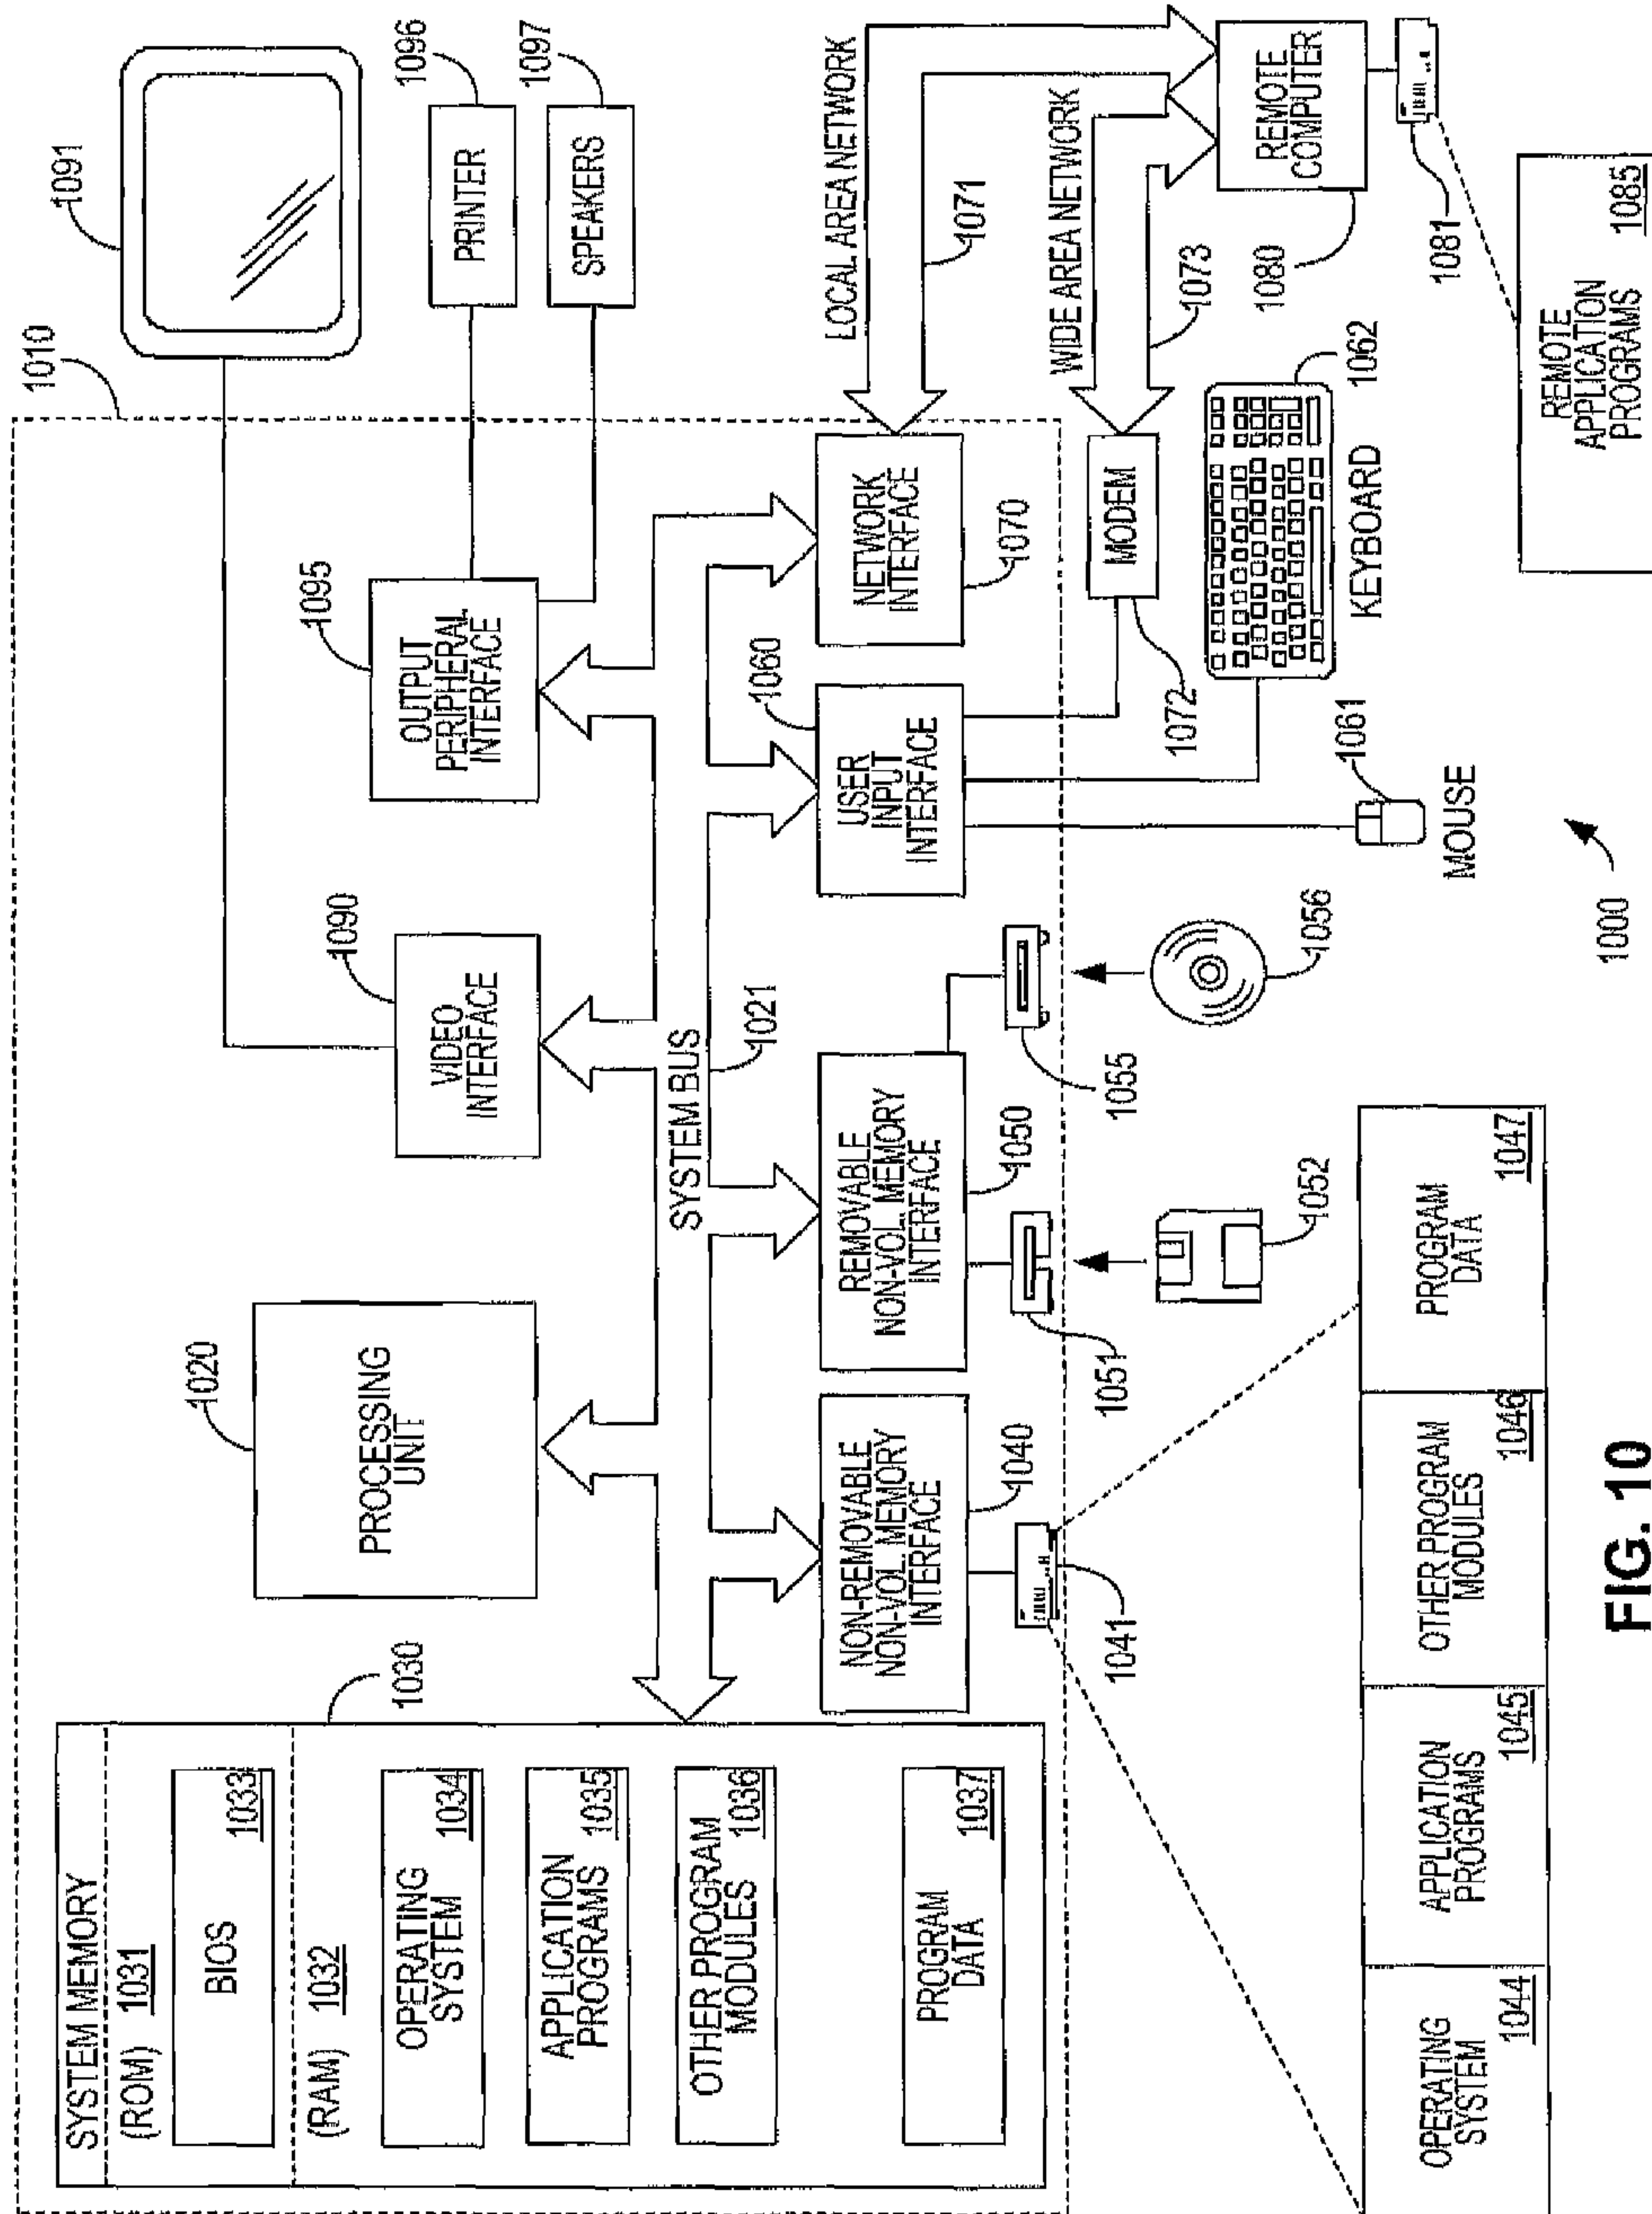 1010
1091
SYSTEM MEMORY
(ROM) 1031
BIOS
1033
(RAM) 1032
OPERATING
SYSTEM
1034
APPLICATION
PROGRAMS
1035
OTHER PROGRAM
MODULES
1036
PROGRAM
DATA
1037
1030
1020
PROCESSING
UNIT
1090
VIDEO
INTERFACE
1095
OUTPUT
PERIPHERAL
INTERFACE
PRINTER
1096
SPEAKERS
1097
SYSTEM BUS
1021
NON-REMOVABLE
NON-VOL. MEMORY
INTERFACE
1040
REMOVABLE
NON-VOL. MEMORY
INTERFACE
1050
USER
INPUT
INTERFACE
1060
NETWORK
INTERFACE
1070
LOCAL AREA NETWORK
1071
WIDE AREA NETWORK
1073
MODEM
1072
1041
1051
1055
1052
1056
1061
MOUSE
KEYBOARD
1062
REMOTE
COMPUTER
1080
1081
REMOTE
APPLICATION
PROGRAMS
1085
OPERATING
SYSTEM
1044
APPLICATION
PROGRAMS
1045
OTHER PROGRAM
MODULES
1046
PROGRAM
DATA
1047
1000
FIG. 10